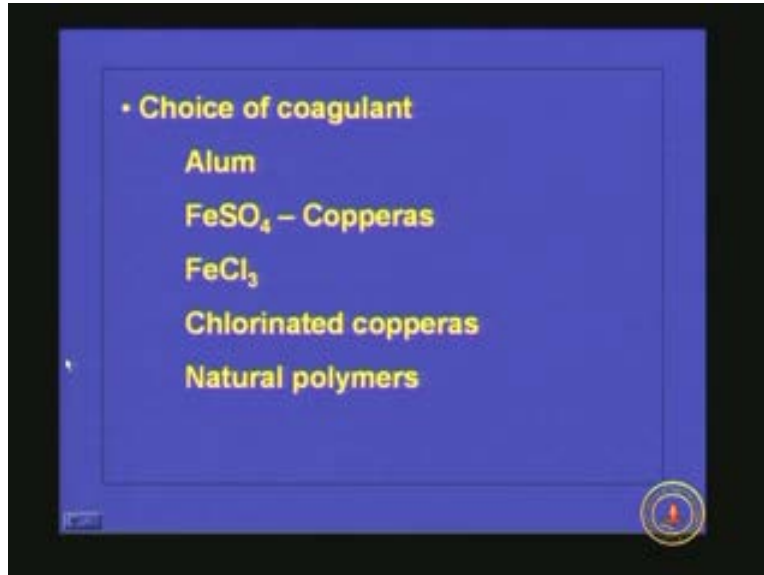 • Choice of coagulant
Alum
FeSO₄ – Copperas
FeCl₃
Chlorinated copperas
Natural polymers